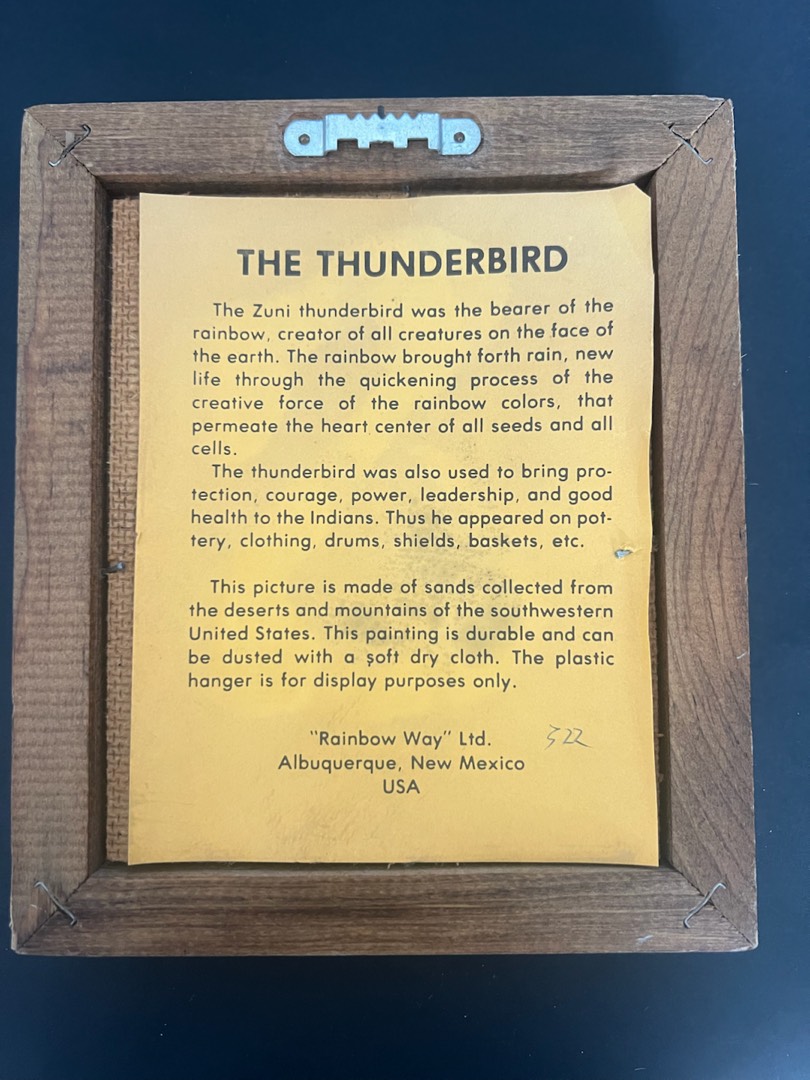 THE THUNDERBIRD
The Zuni thunderbird was the bearer of the
rainbow, creator of all creatures on the face of
the earth. The rainbow brought forth rain, new
life through the quickening process of the
creative force of the rainbow colors, that
permeate the heart center of all seeds and all
cells.
The thunderbird was also used to bring pro-
tection, courage, power, leadership, and good
health to the Indians. Thus he appeared on pot-
tery, clothing, drums, shields, baskets, etc.
This picture is made of sands collected from
the deserts and mountains of the southwestern
United States. This painting is durable and can
be dusted with a soft dry cloth. The plastic
hanger is for display purposes only.
"Rainbow Way" Ltd.
322
Albuquerque, New Mexico
USA